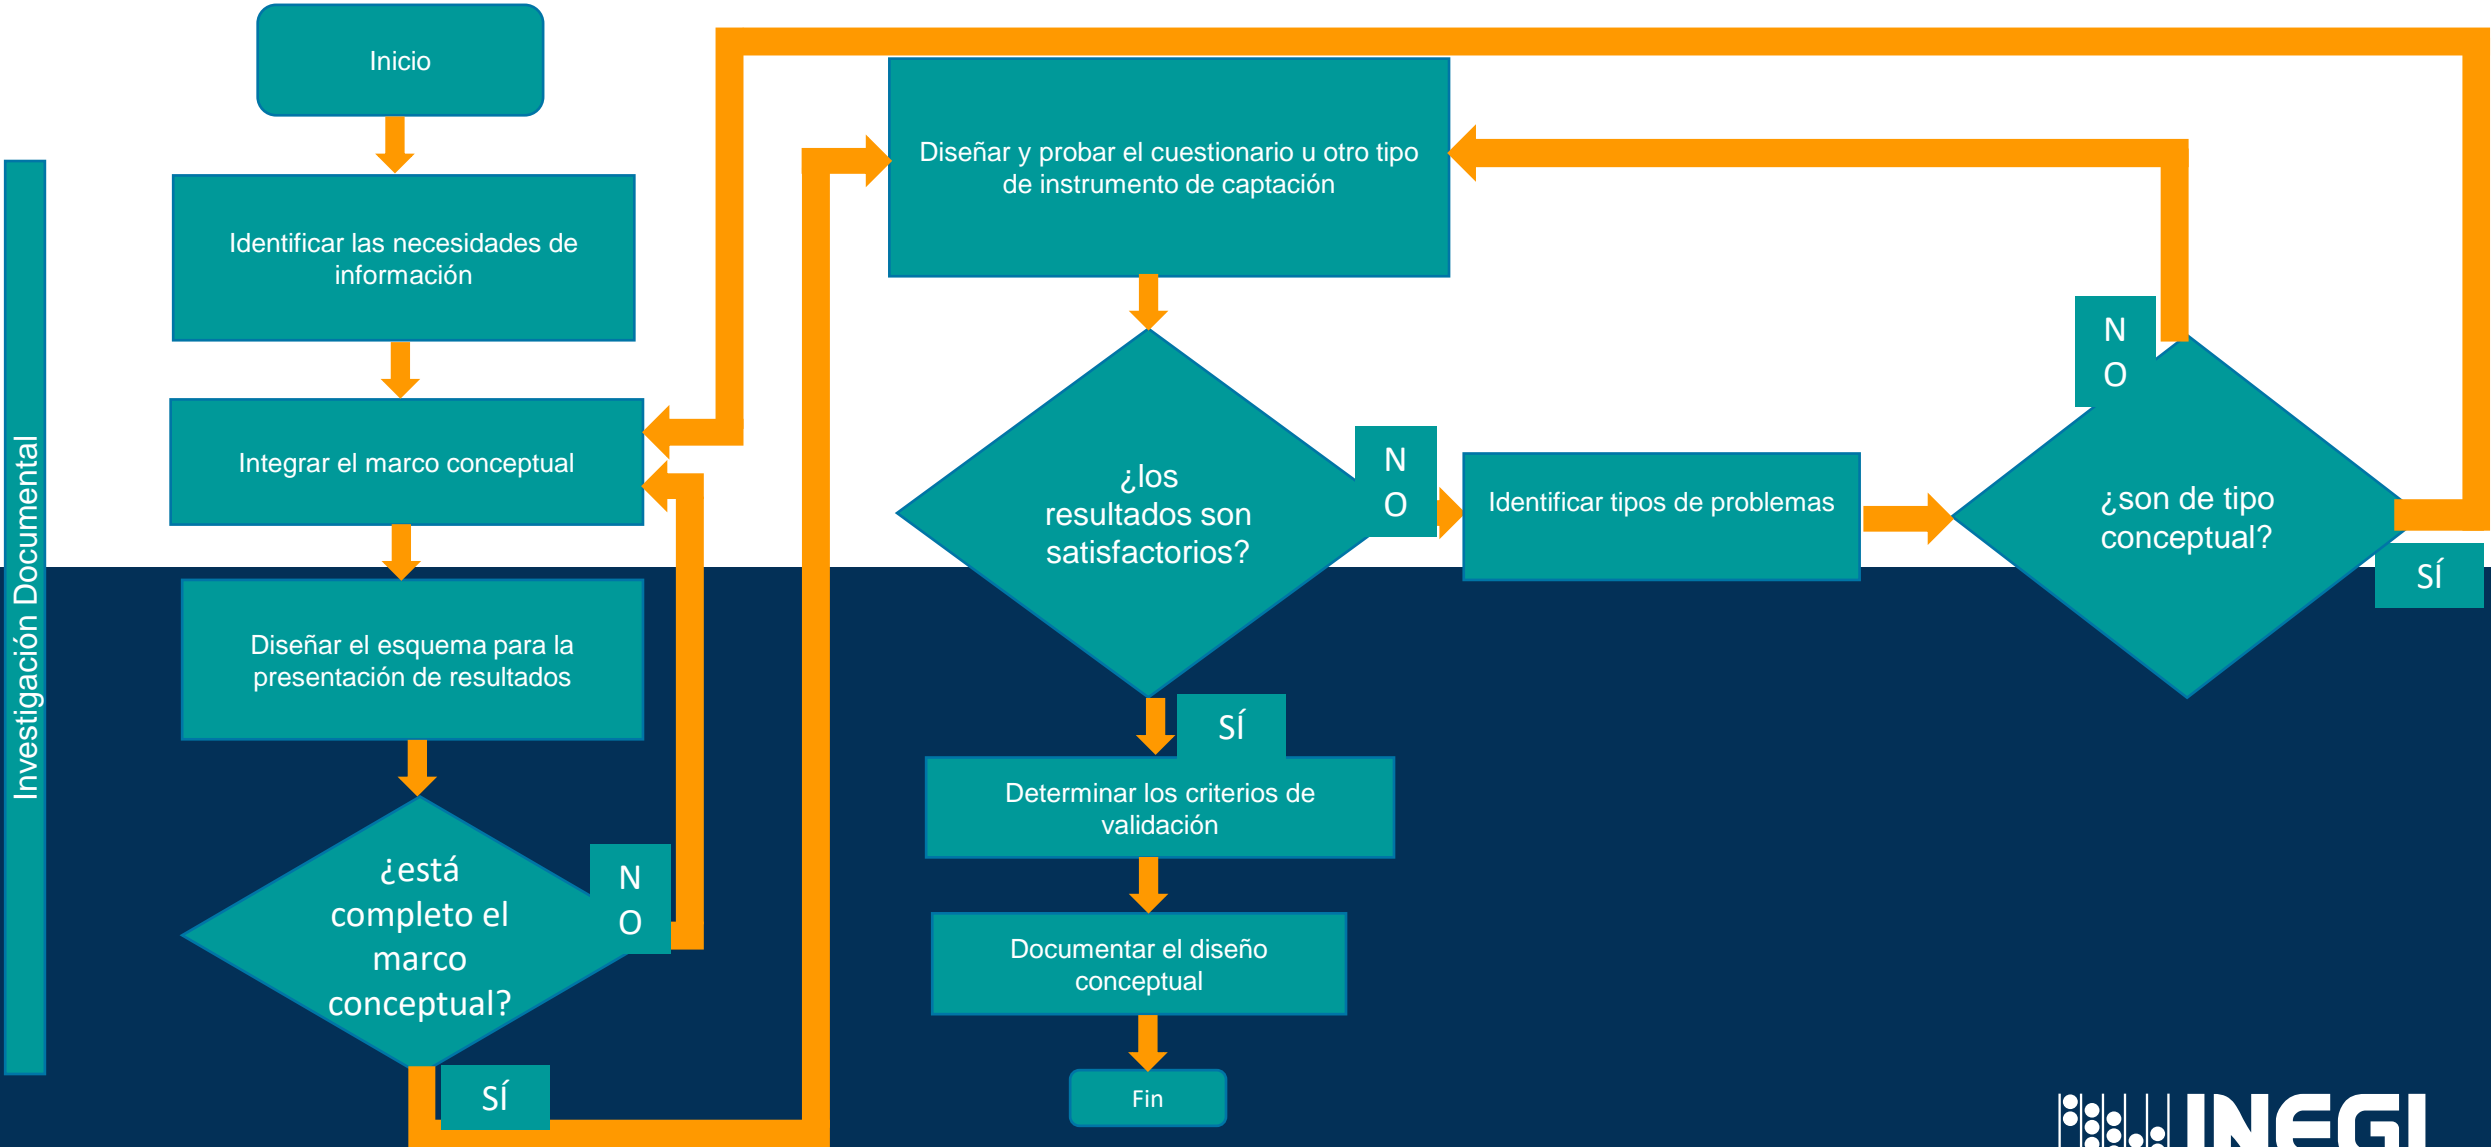 Inicio
Identificar las necesidades de
información
Integrar el marco conceptual
Diseñar el esquema para la
presentación de resultados
¿está
completo el
marco
conceptual?
N
O
SÍ
Investigación Documental
Diseñar y probar el cuestionario u otro tipo
de instrumento de captación
¿los
resultados son
satisfactorios?
N
O
SÍ
Identificar tipos de problemas
¿son de tipo
conceptual?
N
O
SÍ
Determinar los criterios de
validación
Documentar el diseño
conceptual
Fin
INEGI